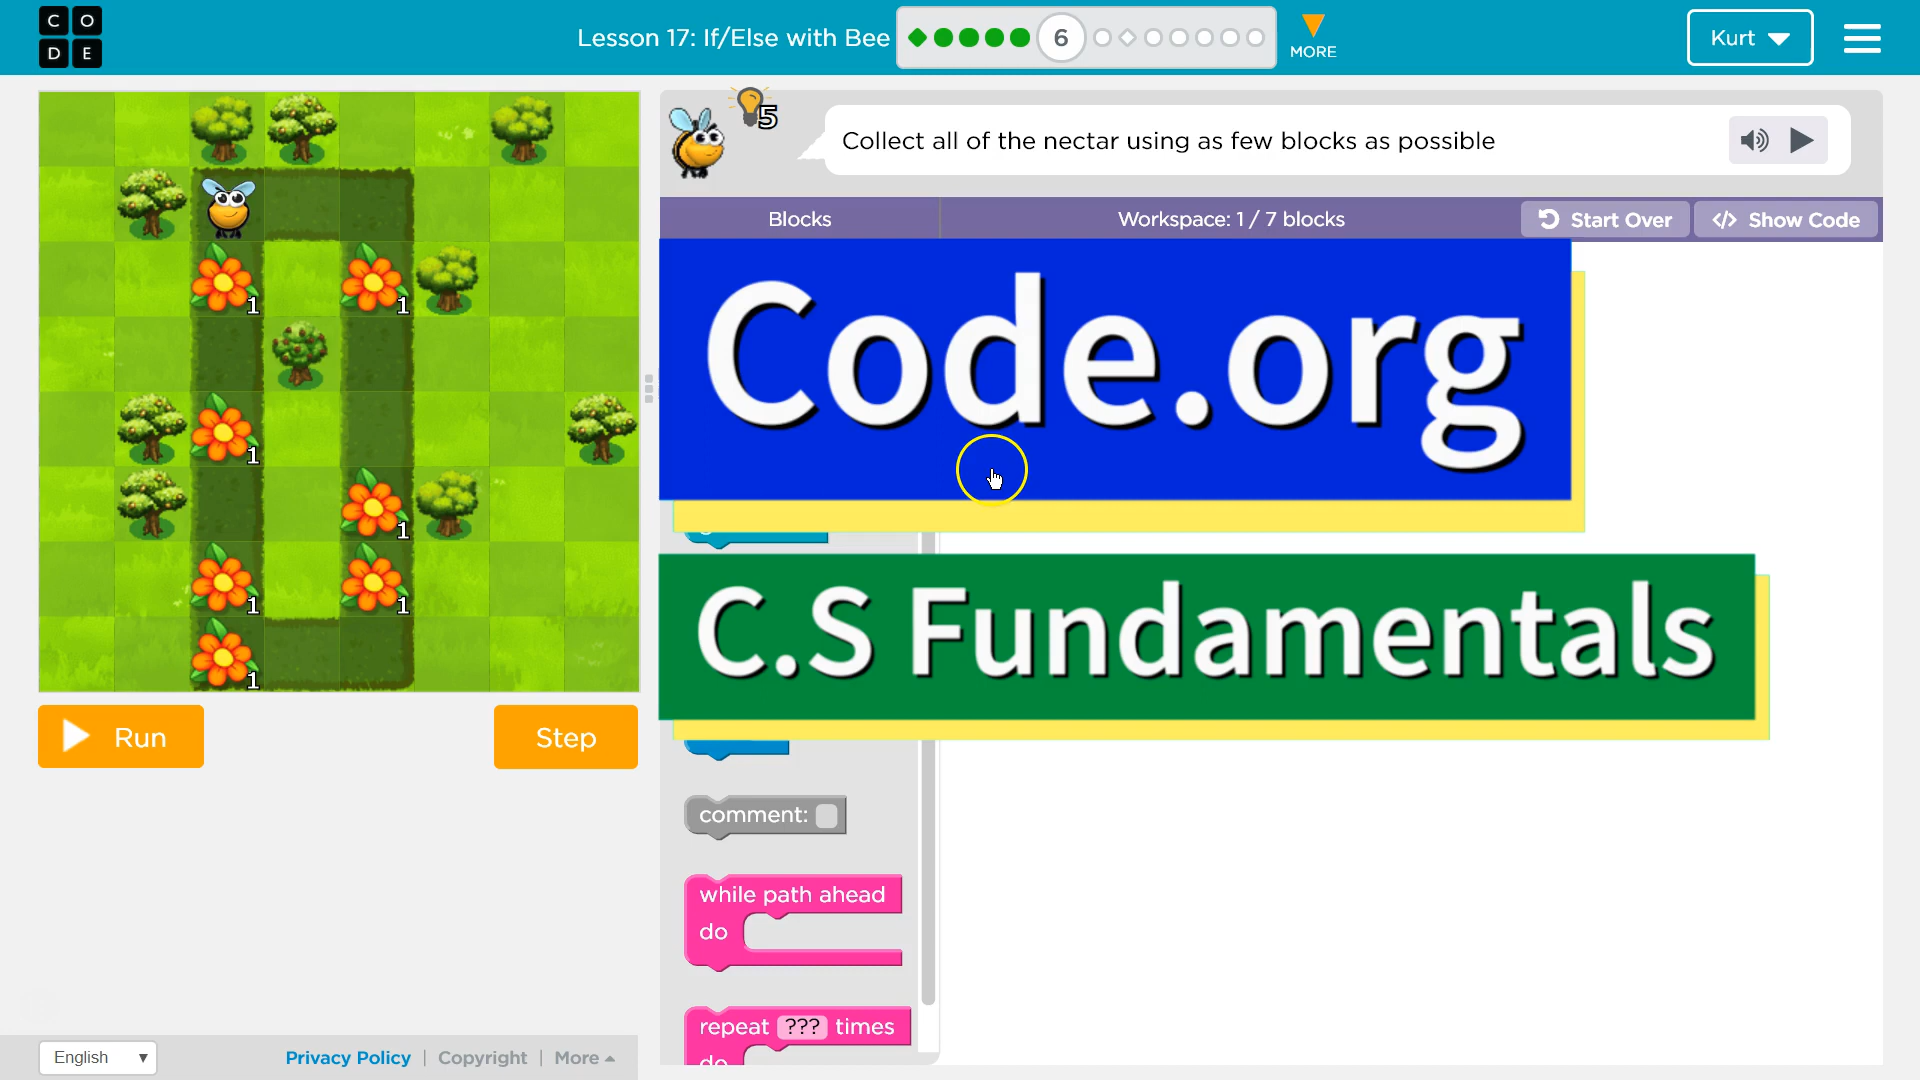 C O
D E
Lesson 17: If/Else with Bee
6
MORE
Kurt
5
Collect all of the nectar using as few blocks as possible
Blocks
Workspace: 1 / 7 blocks
Start Over
</> Show Code
1
1
1
1
1
1
1
Code.org
C.S Fundamentals
Run
Step
comment:
while path ahead
do
repeat ??? times
do
English
Privacy Policy | Copyright | More